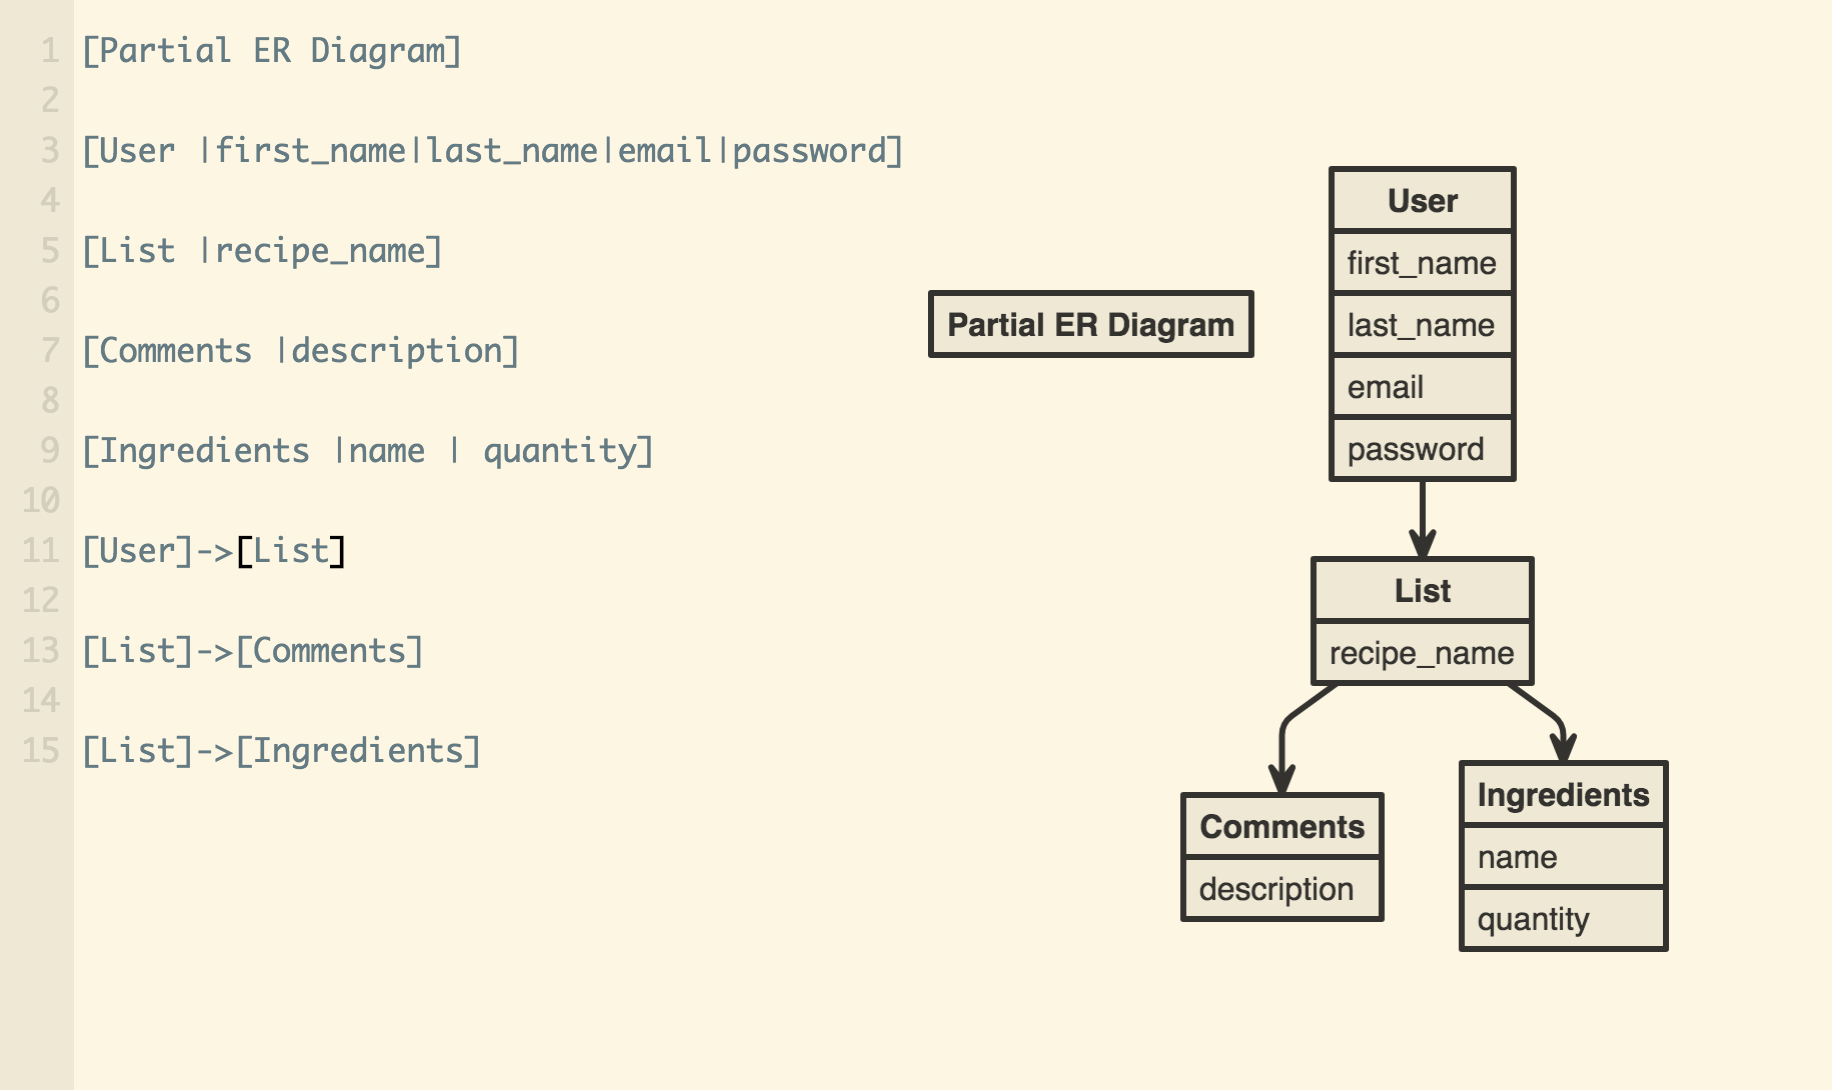 1 [Partial ER Diagram]
2
3 [User |first_name|last_name|email|password]
4
5 [List |recipe_name]
6
7 [Comments |description]
8
9 [Ingredients |name | quantity]
10
11 [User]->[List]
12
13 [List]->[Comments]
14
15 [List]->[Ingredients]
Partial ER Diagram
User
first_name
last_name
email
password
List
recipe_name
Comments
description
Ingredients
name
quantity